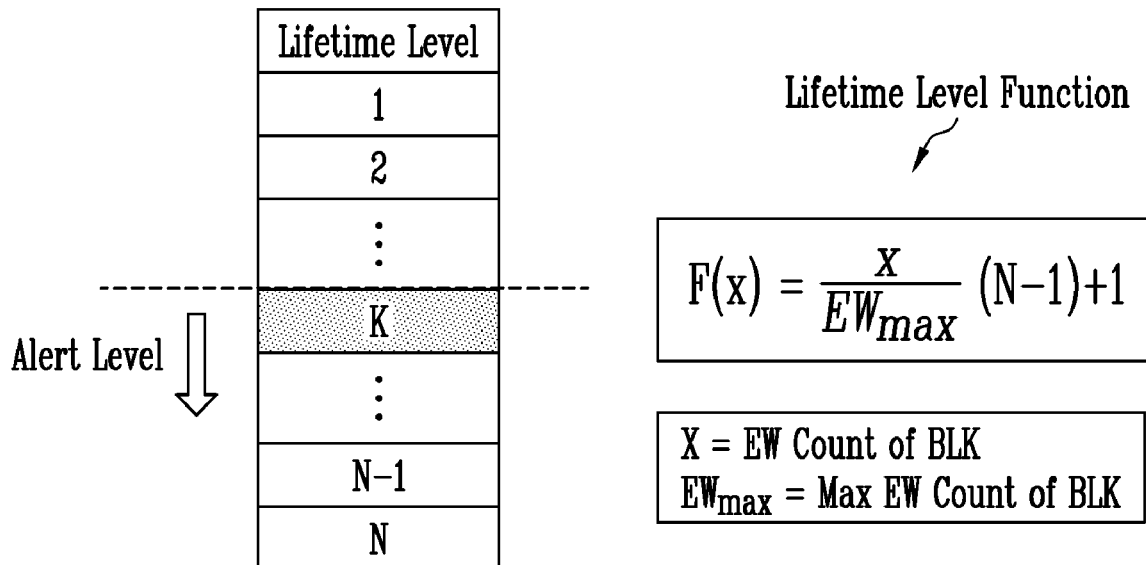 Lifetime Level
1
2
⋮
K
⋮
N-1
N
Alert Level
Lifetime Level Function
F(x) = x/EWmax (N-1)+1
X = EW Count of BLK
EWmax = Max EW Count of BLK